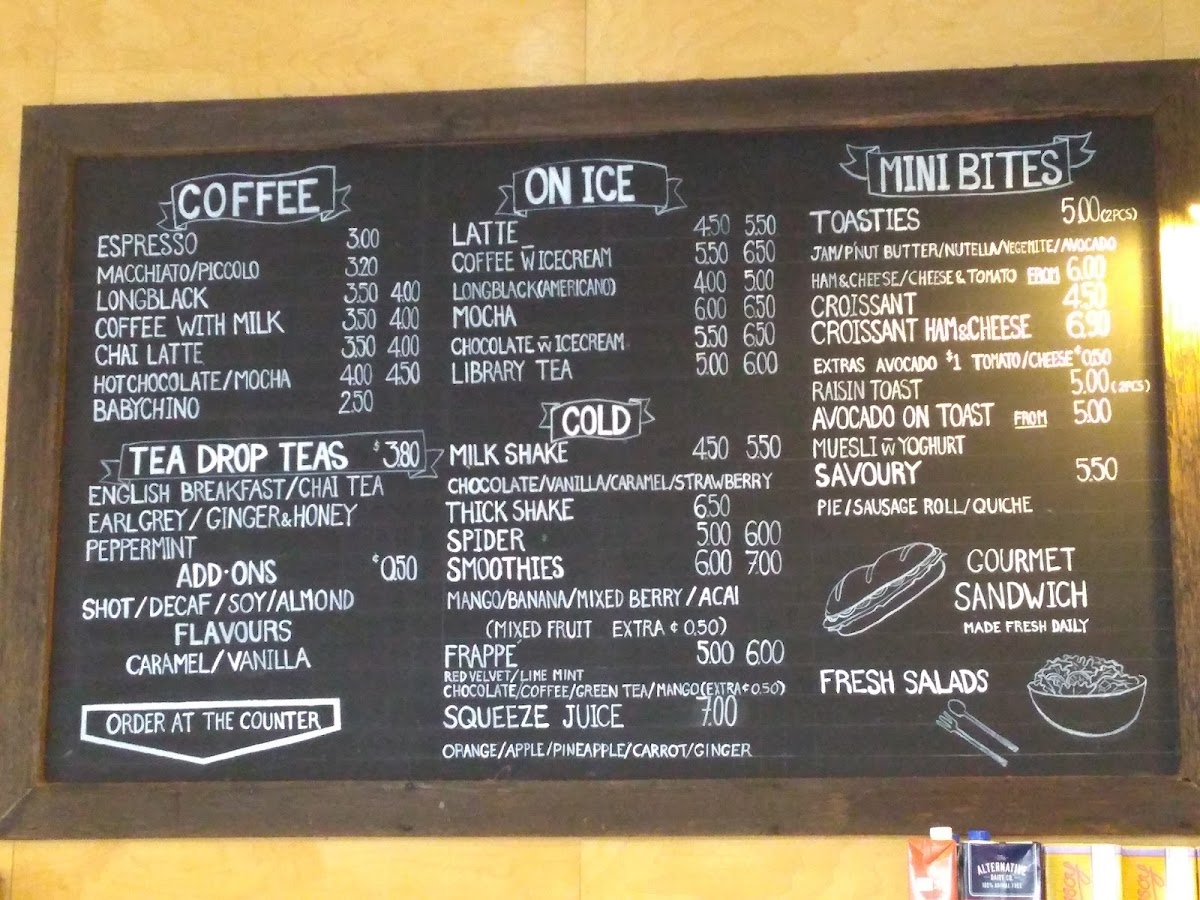 COFFEE
ESPRESSO 3.00
MACCHIATO/PICCOLO 3.20
LONGBLACK 3.50 4.00
COFFEE WITH MILK 3.50 4.00
CHAI LATTE 3.50 4.00
HOTCHOCOLATE/MOCHA 4.00 4.50
BABYCHINO 2.50
TEA DROP TEAS $3.80
ENGLISH BREAKFAST/CHAI TEA
EARLGREY/GINGER&HONEY
PEPPERMINT
ADD·ONS ¢0.50
SHOT/DECAF/SOY/ALMOND
FLAVOURS
CARAMEL/VANILLA
ORDER AT THE COUNTER
ON ICE
LATTE 4.50 5.50
COFFEE W̄ ICECREAM 5.50 6.50
LONGBLACK(AMERICANO) 4.00 5.00
MOCHA 6.00 6.50
CHOCOLATE W̄ ICECREAM 5.50 6.50
LIBRARY TEA 5.00 6.00
COLD
MILK SHAKE 4.50 5.50
CHOCOLATE/VANILLA/CARAMEL/STRAWBERRY
THICK SHAKE 6.50
SPIDER 5.00 6.00
SMOOTHIES 6.00 7.00
MANGO/BANANA/MIXED BERRY/ACAI
(MIXED FRUIT EXTRA ¢ 0.50)
FRAPPÉ 5.00 6.00
RED VELVET/LIME MINT
CHOCOLATE/COFFEE/GREEN TEA/MANGO(EXTRA¢0.50)
SQUEEZE JUICE 7.00
ORANGE/APPLE/PINEAPPLE/CARROT/GINGER
MINI BITES
TOASTIES 5.00(2PCS)
JAM/P'NUT BUTTER/NUTELLA/VEGEMITE/AVOCADO
HAM&CHEESE/CHEESE&TOMATO FROM 6.00
CROISSANT 4.50
CROISSANT HAM&CHEESE 6.90
EXTRAS AVOCADO $1 TOMATO/CHEESE ¢0.50
RAISIN TOAST 5.00(2PCS)
AVOCADO ON TOAST FROM 5.00
MUESLI W̄ YOGHURT
SAVOURY 5.50
PIE/SAUSAGE ROLL/QUICHE
GOURMET
SANDWICH
MADE FRESH DAILY
FRESH SALADS
The
ALTERNATIVE
DAIRY CO.
100% ANIMAL FREE